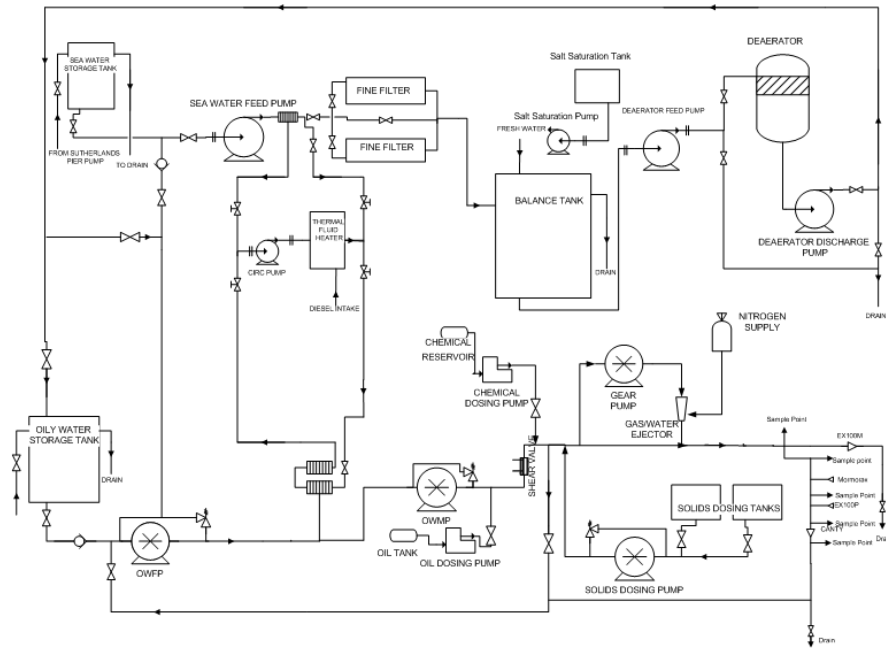 SEA WATER
STORAGE TANK
FROM SUTHERLANDS
PIER PUMP
TO DRAIN
SEA WATER FEED PUMP
FINE FILTER
FINE FILTER
Salt Saturation Tank
Salt Saturation Pump
FRESH WATER
DEAERATOR FEED PUMP
DEAERATOR
BALANCE TANK
DRAIN
DEAERATOR DISCHARGE
PUMP
DRAIN
THERMAL
FLUID
HEATER
CIRC PUMP
DIESEL INTAKE
NITROGEN
SUPPLY
CHEMICAL
RESERVOIR
CHEMICAL
DOSING PUMP
GEAR
PUMP
GAS/WATER
EJECTOR
OILY WATER
STORAGE TANK
DRAIN
SHEAR VALVE
Sample Point
EX100M
Sample point
Sample Point
EX100P
Sample Point
CANTY
Sample Point
Dra
OWMP
OIL TANK
OIL DOSING PUMP
SOLIDS DOSING TANKS
SOLIDS DOSING PUMP
OWFP
Drain